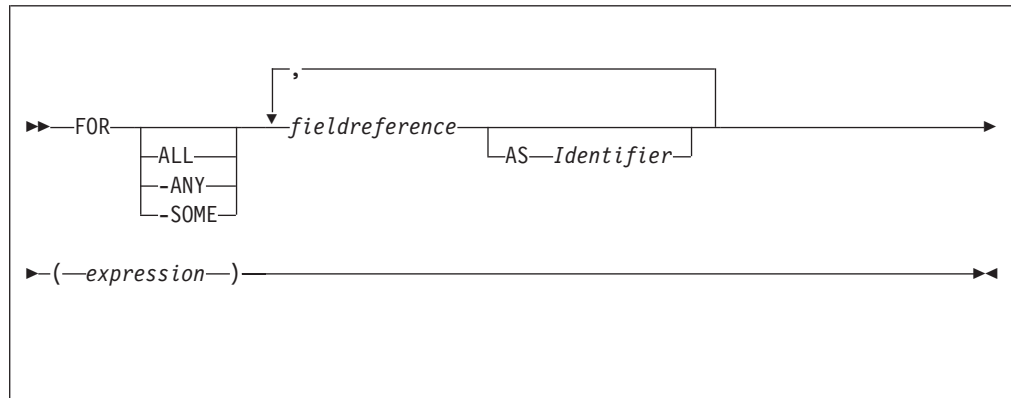 ,
FOR fieldreference
ALL AS Identifier
-ANY
-SOME
( expression )